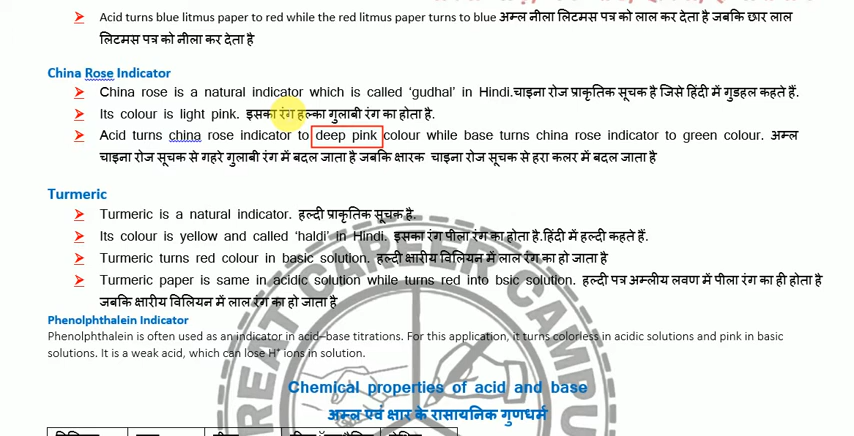 Acid turns blue litmus paper to red while the red litmus paper turns to blue अम्ल नीला लिटमस पत्र को लाल कर देता है जबकि छार लाल
लिटमस पत्र को नीला कर देता है
China Rose Indicator
China rose is a natural indicator which is called ‘gudhal’ in Hindi.चाइना रोज प्राकृतिक सूचक है जिसे हिंदी में गुडहल कहते हैं.
Its colour is light pink. इसका रंग हल्का गुलाबी रंग का होता है.
Acid turns china rose indicator to deep pink colour while base turns china rose indicator to green colour. अम्ल
चाइना रोज सूचक से गहरे गुलाबी रंग में बदल जाता है जबकि क्षारक चाइना रोज सूचक से हरा कलर में बदल जाता है
Turmeric
Turmeric is a natural indicator. हल्दी प्राकृतिक सूचक है.
Its colour is yellow and called ‘haldi’ in Hindi. इसका रंग पीला रंग का होता है.हिंदी में हल्दी कहते हैं.
Turmeric turns red colour in basic solution. हल्दी क्षारीय विलियन में लाल रंग का हो जाता है
Turmeric paper is same in acidic solution while turns red into bsic solution. हल्दी पत्र अम्लीय लवण में पीला रंग का ही होता है
जबकि क्षारीय विलियन में लाल रंग का हो जाता है
Phenolphthalein Indicator
Phenolphthalein is often used as an indicator in acid–base titrations. For this application, it turns colorless in acidic solutions and pink in basic
solutions. It is a weak acid, which can lose H⁺ ions in solution.
Chemical properties of acid and base
अम्ल एवं क्षार के रासायनिक गुणधर्म
GREAT CAREER CAMPUS